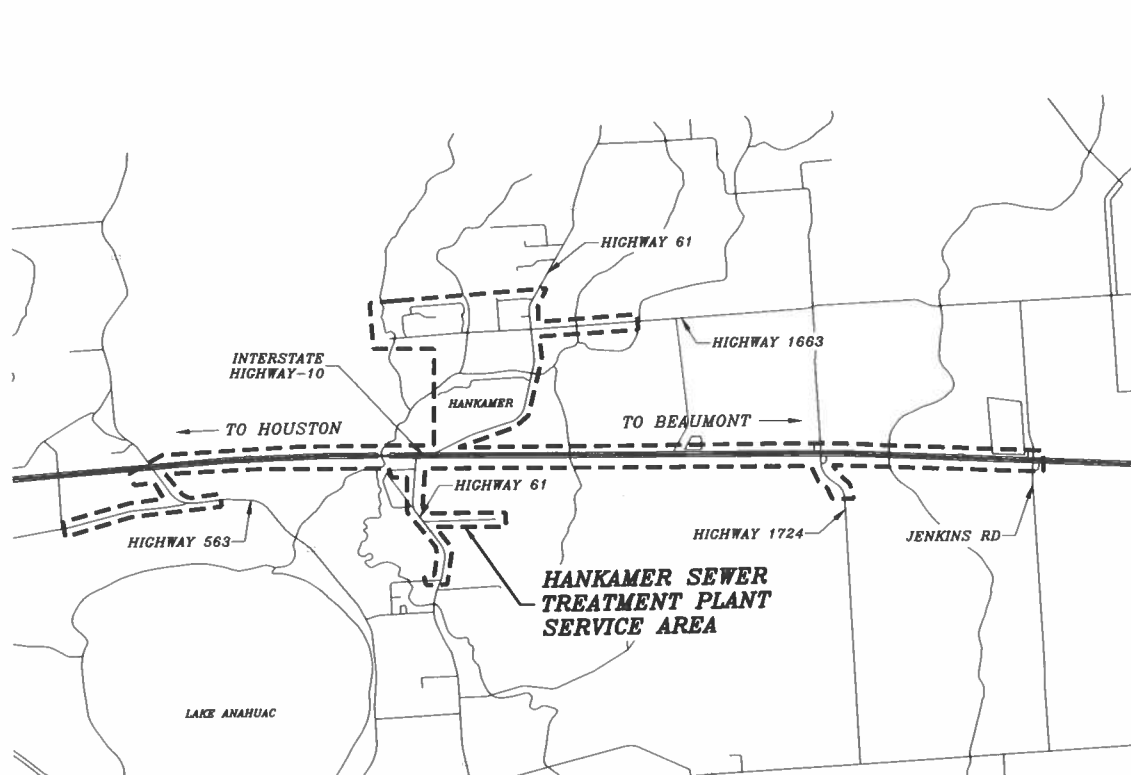 HIGHWAY 61
HIGHWAY 1663
INTERSTATE
HIGHWAY-10
HANKAMER
TO HOUSTON
TO BEAUMONT
HIGHWAY 61
HIGHWAY 563
HIGHWAY 1724
JENKINS RD
HANKAMER SEWER
TREATMENT PLANT
SERVICE AREA
LAKE ANAHUAC